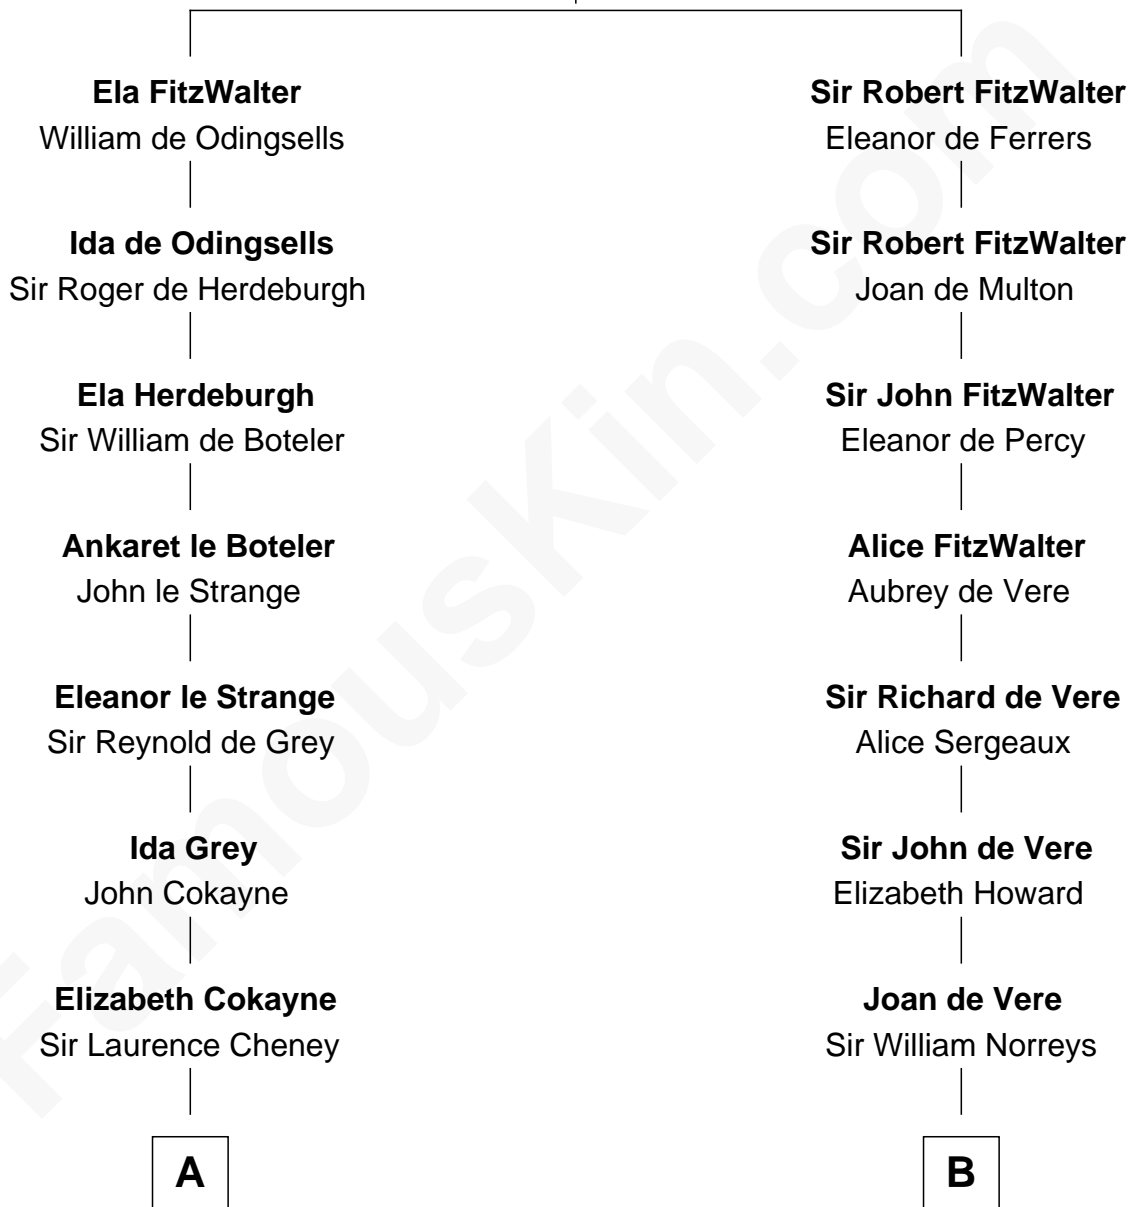 Ela FitzWalter
William de Odingsells
Sir Robert FitzWalter
Eleanor de Ferrers
Ida de Odingsells
Sir Roger de Herdeburgh
Sir Robert FitzWalter
Joan de Multon
Ela Herdeburgh
Sir William de Boteler
Sir John FitzWalter
Eleanor de Percy
Ankaret le Boteler
John le Strange
Alice FitzWalter
Aubrey de Vere
Eleanor le Strange
Sir Reynold de Grey
Sir Richard de Vere
Alice Sergeaux
Ida Grey
John Cokayne
Sir John de Vere
Elizabeth Howard
Elizabeth Cokayne
Sir Laurence Cheney
Joan de Vere
Sir William Norreys
A
B
FamousKin.com